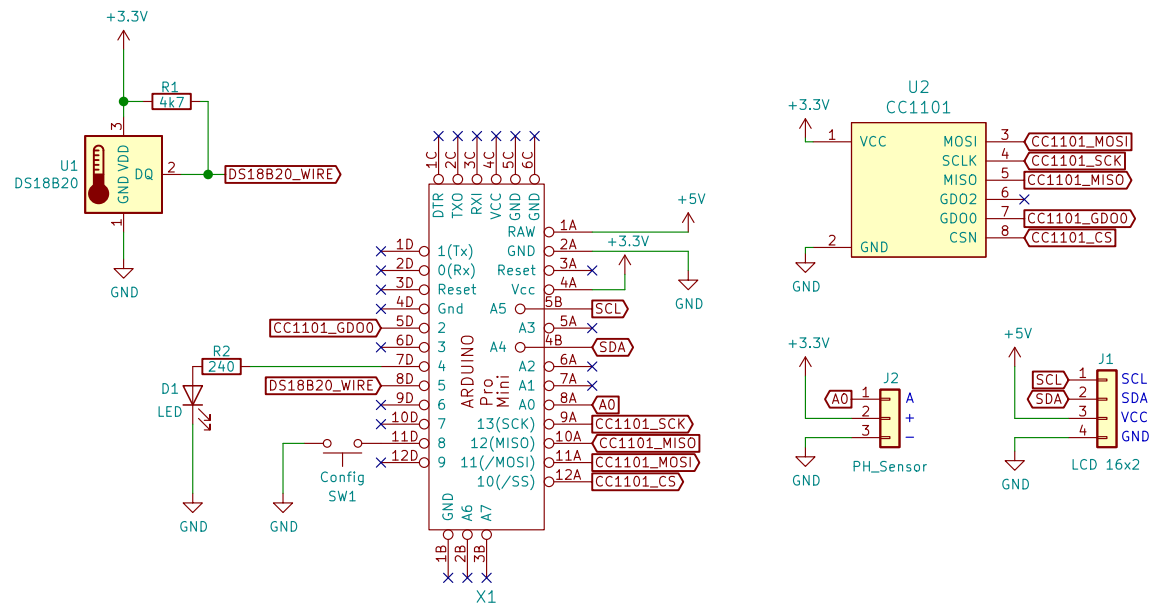 +3.3V
R1
4k7
3
U1
DS18B20
GND VDD
DQ
2
DS18B20_WIRE
1
GND
1C
2C
3C
4C
5C
6C
DTR
TXO
RXI
VCC
GND
GND
RAW
1A
+5V
GND
2A
+3.3V
GND
Reset
3A
Vcc
4A
A5
5B
SCL
A3
5A
A4
4B
SDA
A2
6A
A1
7A
A0
8A
A0
13(SCK)
9A
CC1101_SCK
12(MISO)
10A
CC1101_MISO
11(/MOSI)
11A
CC1101_MOSI
10(/SS)
12A
CC1101_CS
1D
1(Tx)
2D
0(Rx)
3D
Reset
4D
Gnd
CC1101_GDO0
5D
2
6D
3
R2
240
7D
4
DS18B20_WIRE
8D
5
9D
6
10D
7
11D
8
12D
9
D1
LED
GND
Config
SW1
GND
ARDUINO
Pro
Mini
GND
A6
A7
1B
2B
3B
X1
U2
CC1101
+3.3V
1
VCC
2
GND
GND
MOSI
3
CC1101_MOSI
SCLK
4
CC1101_SCK
MISO
5
CC1101_MISO
GDO2
6
GDO0
7
CC1101_GDO0
CSN
8
CC1101_CS
+3.3V
J2
A0
1
A
2
+
3
−
GND
PH_Sensor
+5V
J1
SCL
1
SCL
SDA
2
SDA
3
VCC
4
GND
GND
LCD 16x2